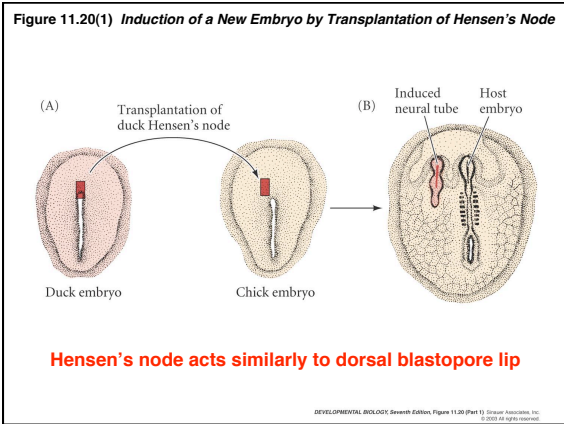 Figure 11.20(1) Induction of a New Embryo by Transplantation of Hensen's Node
(A)
Transplantation of
duck Hensen's node
(B)
Induced
neural tube
Host
embryo
Duck embryo
Chick embryo
Hensen's node acts similarly to dorsal blastopore lip
DEVELOPMENTAL BIOLOGY, Seventh Edition, Figure 11.20 (Part 1) Sinauer Associates, Inc.
© 2003 All rights reserved.